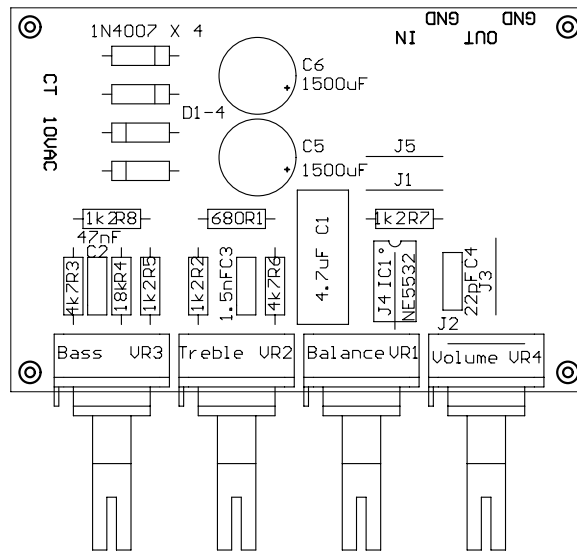 1N4007 X 4
GND
GND
IN
OUT
CT 10VAC
C6
1500uF
D1-4
C5
1500uF
J5
J1
1k2R8
680R1
1k2R7
47nF
C2
4k7R3
18kR4
1k2R5
1k2R2
1.5nFC3
4k7R6
4.7uF C1
J4 IC1°
NE5532
22pFC4
J3
J2
Bass VR3
Treble VR2
Balance VR1
Volume VR4